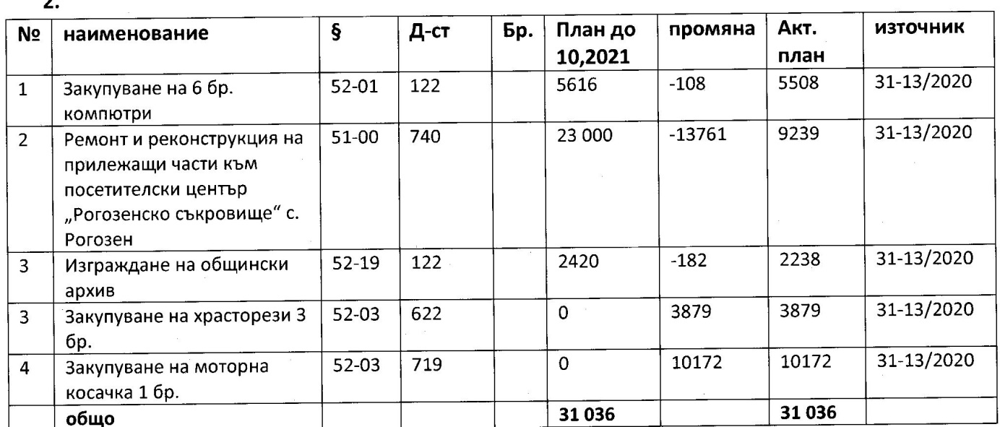 2.
№ наименование § Д-ст Бр. План до 10,2021 промяна Акт. план източник
1 Закупуване на 6 бр. компютри 52-01 122 5616 -108 5508 31-13/2020
2 Ремонт и реконструкция на прилежащи части към посетителски център „Рогозенско съкровище“ с. Рогозен 51-00 740 23 000 -13761 9239 31-13/2020
3 Изграждане на общински архив 52-19 122 2420 -182 2238 31-13/2020
3 Закупуване на храсторези 3 бр. 52-03 622 0 3879 3879 31-13/2020
4 Закупуване на моторна косачка 1 бр. 52-03 719 0 10172 10172 31-13/2020
общо 31 036 31 036